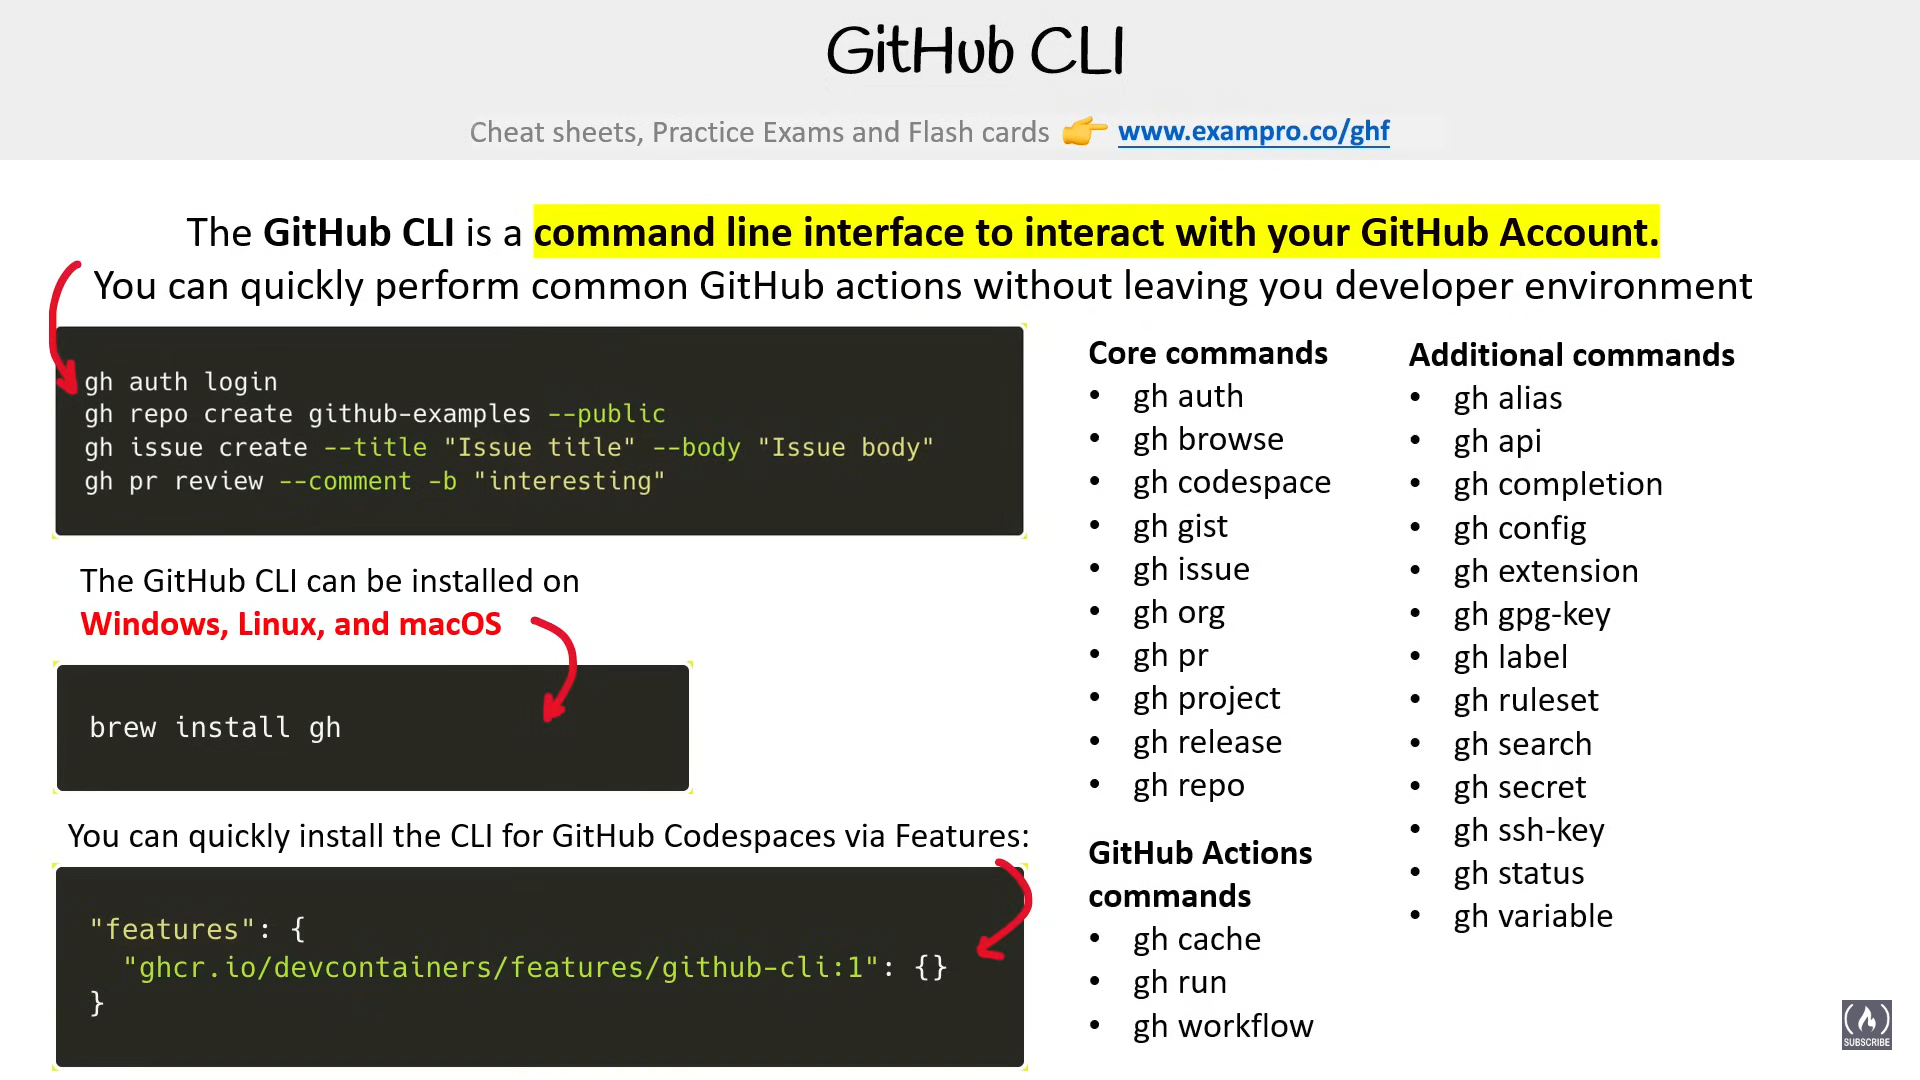 GitHub CLI
Cheat sheets, Practice Exams and Flash cards 👉 www.exampro.co/ghf
The GitHub CLI is a command line interface to interact with your GitHub Account.
You can quickly perform common GitHub actions without leaving you developer environment
gh auth login
gh repo create github-examples --public
gh issue create --title "Issue title" --body "Issue body"
gh pr review --comment -b "interesting"
The GitHub CLI can be installed on
Windows, Linux, and macOS
brew install gh
You can quickly install the CLI for GitHub Codespaces via Features:
"features": {
  "ghcr.io/devcontainers/features/github-cli:1": {}
}
Core commands
• gh auth
• gh browse
• gh codespace
• gh gist
• gh issue
• gh org
• gh pr
• gh project
• gh release
• gh repo
GitHub Actions
commands
• gh cache
• gh run
• gh workflow
Additional commands
• gh alias
• gh api
• gh completion
• gh config
• gh extension
• gh gpg-key
• gh label
• gh ruleset
• gh search
• gh secret
• gh ssh-key
• gh status
• gh variable
SUBSCRIBE